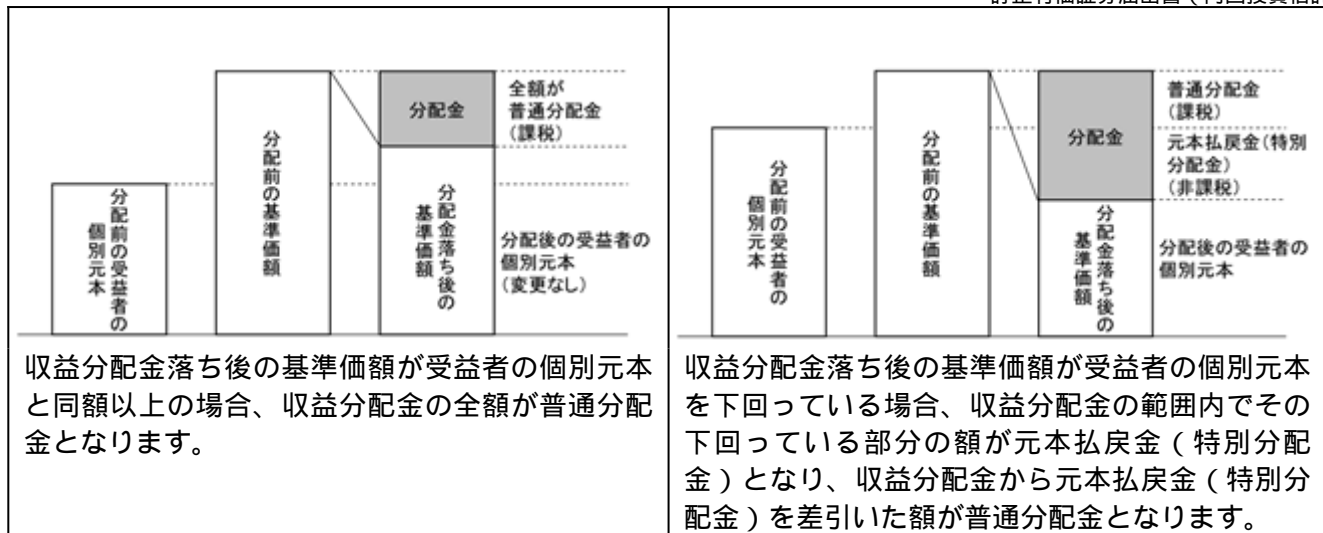 全額が
普通分配金
(課税)
分配金
分配前の受益者の
個別元本
分配前の基準価額
分配金落ち後の
基準価額
分配後の受益者の
個別元本
(変更なし)
収益分配金落ち後の基準価額が受益者の個別元本
と同額以上の場合、収益分配金の全額が普通分配
金となります。
普通分配金
(課税)
分配金
元本払戻金(特別
分配金)
(非課税)
分配前の受益者の
個別元本
分配前の基準価額
分配金落ち後の
基準価額
分配後の受益者の
個別元本
収益分配金落ち後の基準価額が受益者の個別元本
を下回っている場合、収益分配金の範囲内でその
下回っている部分の額が元本払戻金(特別分配
金)となり、収益分配金から元本払戻金(特別分
配金)を差引いた額が普通分配金となります。